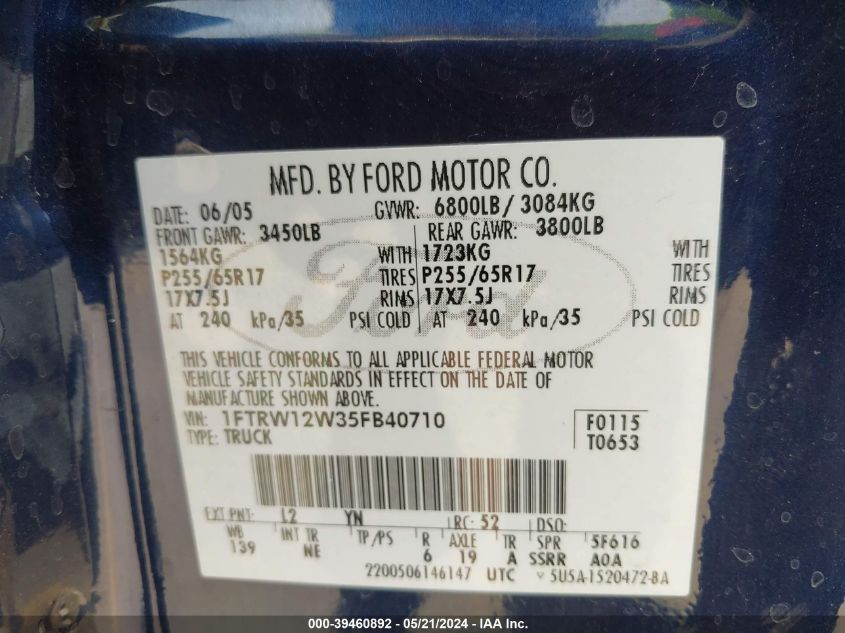 MFD. BY FORD MOTOR CO.
DATE: 06/05 GVWR: 6800LB/ 3084KG
FRONT GAWR: 3450LB REAR GAWR: 3800LB
1564KG WITH 1723KG WITH
P255/65R17 TIRES P255/65R17 TIRES
17X7.5J RIMS 17X7.5J RIMS
AT 240 kPa/35 PSI COLD AT 240 kPa/35 PSI COLD
Ford
THIS VEHICLE CONFORMS TO ALL APPLICABLE FEDERAL MOTOR
VEHICLE SAFETY STANDARDS IN EFFECT ON THE DATE OF
MANUFACTURE SHOWN ABOVE.
VIN: 1FTRW12W35FB40710 F0115
TYPE: TRUCK T0653
EXT PNT: L2 YN RC: 52 DSO:
WB INT TR TP/PS R AXLE TR SPR 5F616
139 NE 6 19 A SSRR A0A
2200506146147 UTC 5U5A-1520472-BA
000-39460892 - 05/21/2024 - IAA Inc.